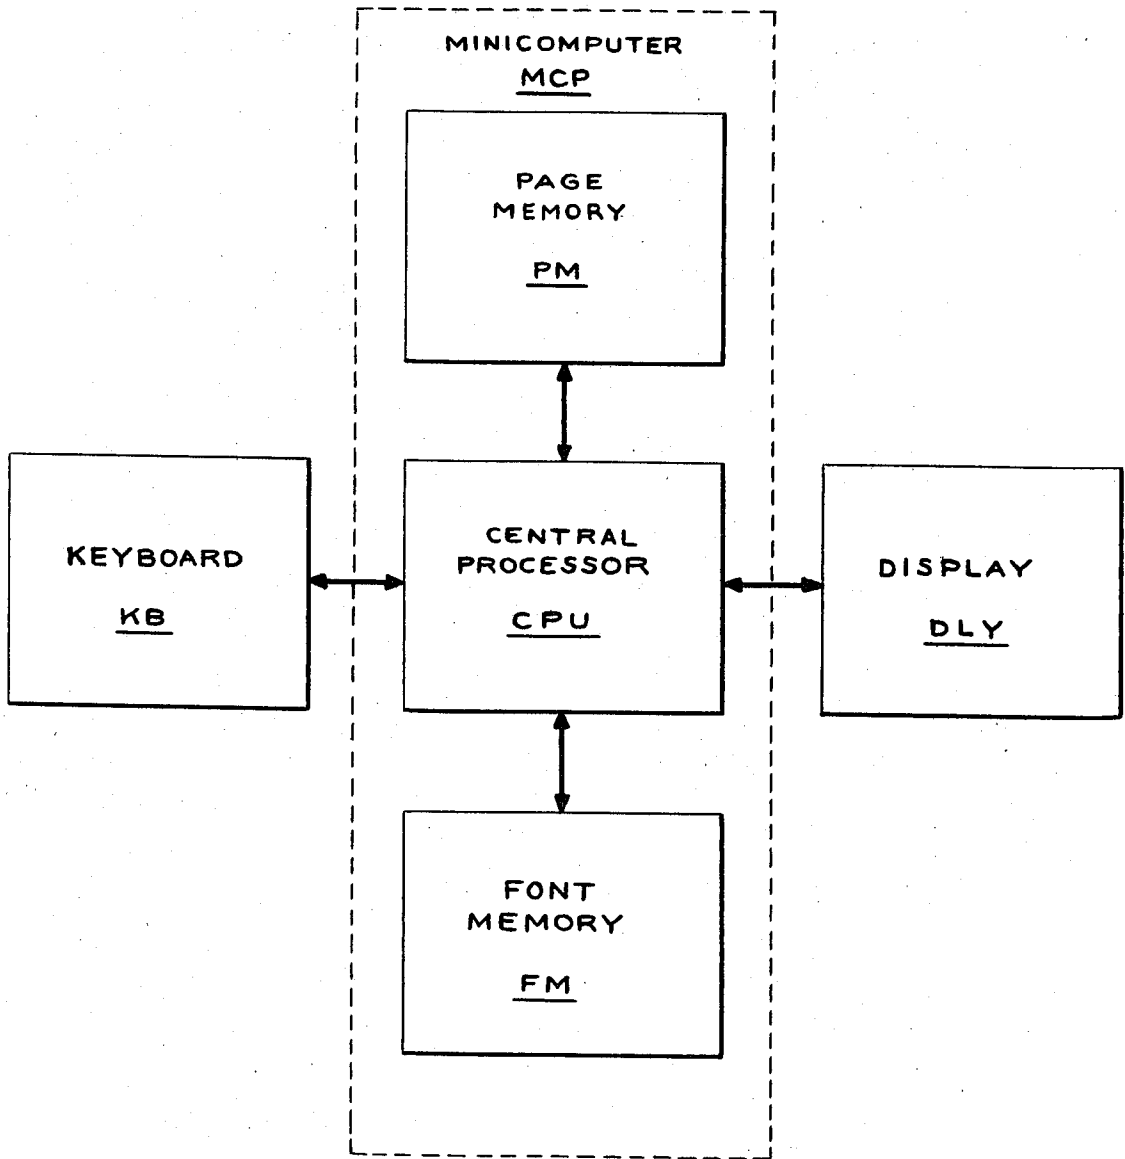 MINICOMPUTER
MCP
PAGE
MEMORY
PM
KEYBOARD
KB
CENTRAL
PROCESSOR
CPU
DISPLAY
DLY
FONT
MEMORY
FM